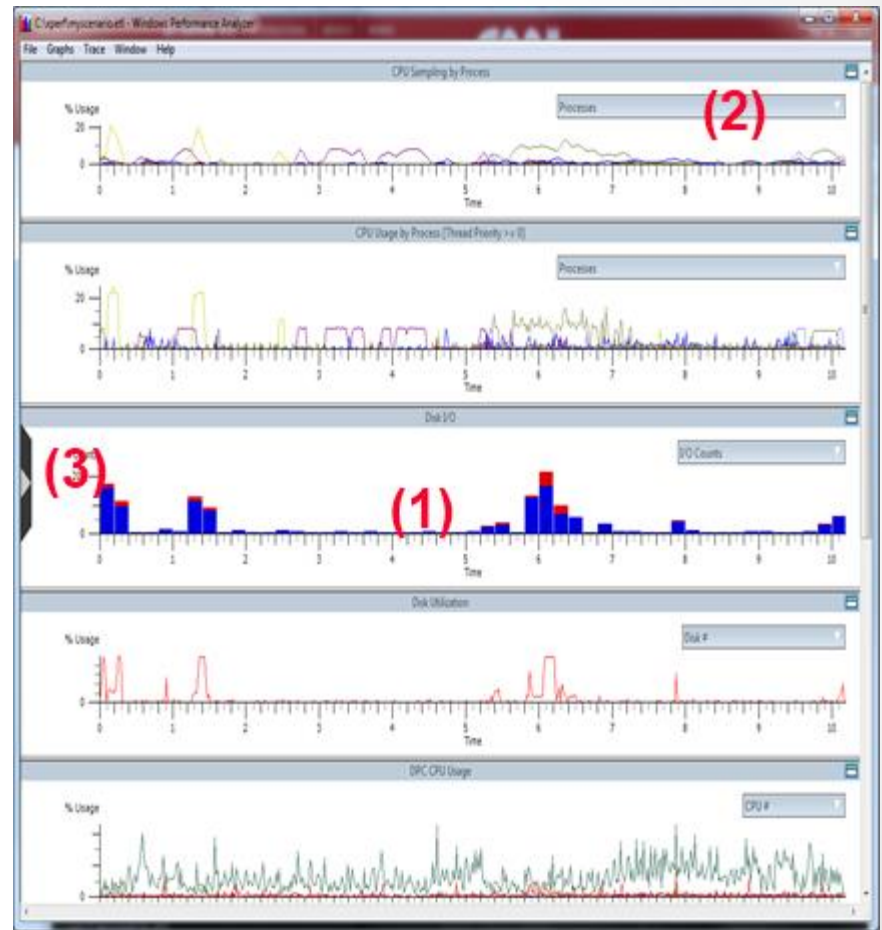 C:\xperf\myscenario.etl - Windows Performance Analyzer
File Graphs Trace Window Help
CPU Sampling by Process
% Usage
Processes
(2)
20
0
0 1 2 3 4 5 6 7 8 9 10
Time
CPU Usage by Process [Thread Priority >= 0]
% Usage
Processes
20
0
0 1 2 3 4 5 6 7 8 9 10
Time
Disk I/O
I/O Counts
(3)
(1)
0
0 1 2 3 4 5 6 7 8 9 10
Time
Disk Utilization
% Usage
Disk #
0
0 1 2 3 4 5 6 7 8 9 10
Time
DPC CPU Usage
% Usage
CPU #
0